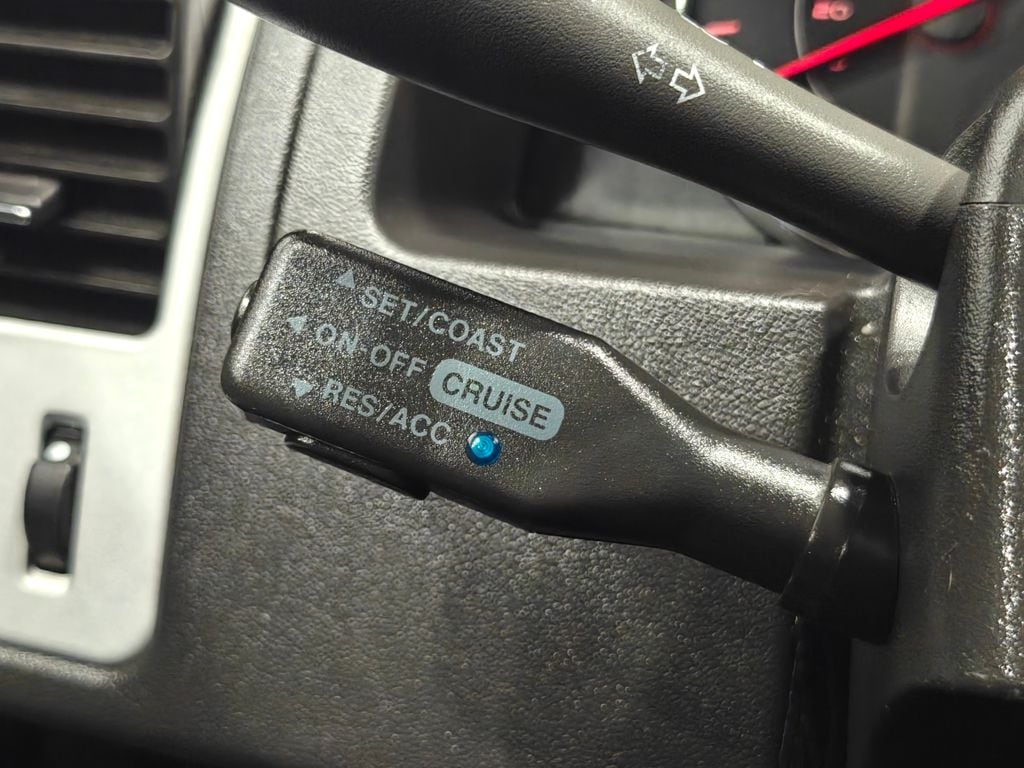 ▲ SET/COAST
◀ ON-OFF CRUISE
▼ RES/ACC